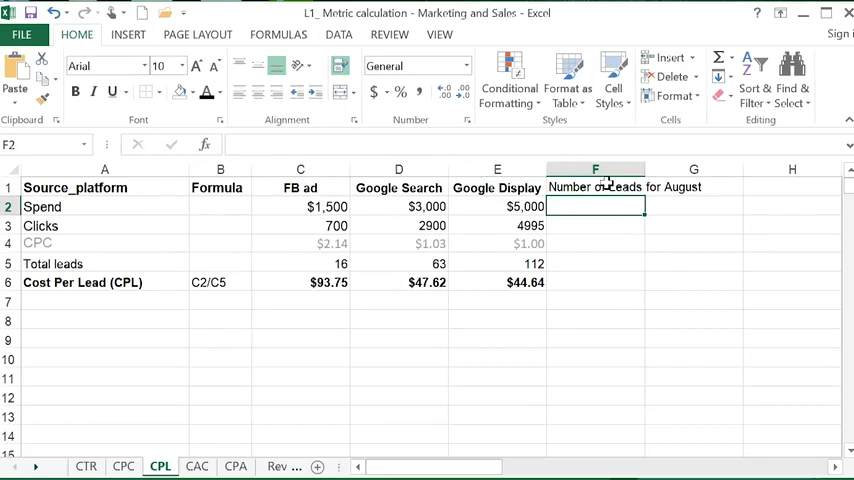 L1_ Metric calculation - Marketing and Sales - Excel
FILE HOME INSERT PAGE LAYOUT FORMULAS DATA REVIEW VIEW Sign i
Arial 10 General Insert
Paste Conditional Format as Cell Delete Sort & Find &
Formatting Table Styles Format Filter Select
Clipboard Font Alignment Number Styles Cells Editing
F2 fx
A B C D E F G H
1 Source_platform Formula FB ad Google Search Google Display Number of Leads for August
2 Spend $1,500 $3,000 $5,000
3 Clicks 700 2900 4995
4 CPC $2.14 $1.03 $1.00
5 Total leads 16 63 112
6 Cost Per Lead (CPL) C2/C5 $93.75 $47.62 $44.64
7
8
9
10
11
12
13
14
15
CTR CPC CPL CAC CPA Rev ...